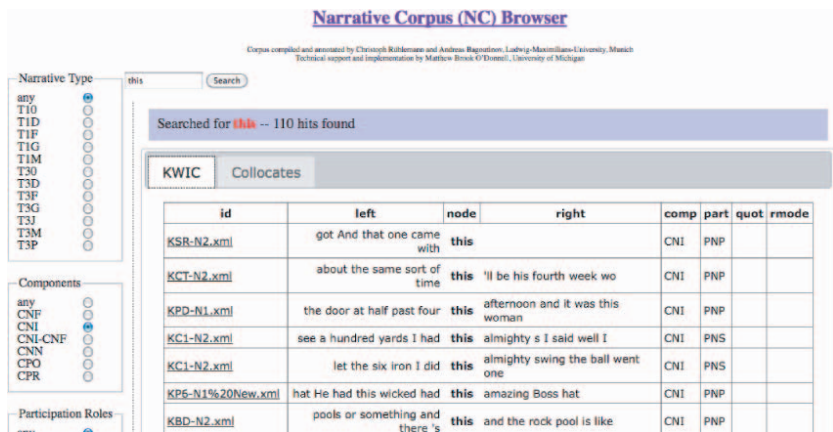 Narrative Corpus (NC) Browser
Corpus compiled and annotated by Christoph Rühlemann and Andreas Bagoutinov, Ludwig-Maximilians-University, Munich
Technical support and implementation by Matthew Brook O'Donnell, University of Michigan
Narrative Type
any
T10
T1D
T1F
T1G
T1M
T30
T3D
T3F
T3G
T3J
T3M
T3P
Components
any
CNF
CNI
CNI-CNF
CNN
CPO
CPR
Participation Roles
this Search
Searched for this -- 110 hits found
KWIC Collocates
id left node right comp part quot rmode
KSR-N2.xml got And that one came with this CNI PNP
KCT-N2.xml about the same sort of time this 'll be his fourth week wo CNI PNP
KPD-N1.xml the door at half past four this afternoon and it was this woman CNI PNP
KC1-N2.xml see a hundred yards I had this almighty s I said well I CNI PNS
KC1-N2.xml let the six iron I did this almighty swing the ball went one CNI PNS
KP6-N1%20New.xml hat He had this wicked had this amazing Boss hat CNI PNP
KBD-N2.xml pools or something and there 's this and the rock pool is like CNI PNP